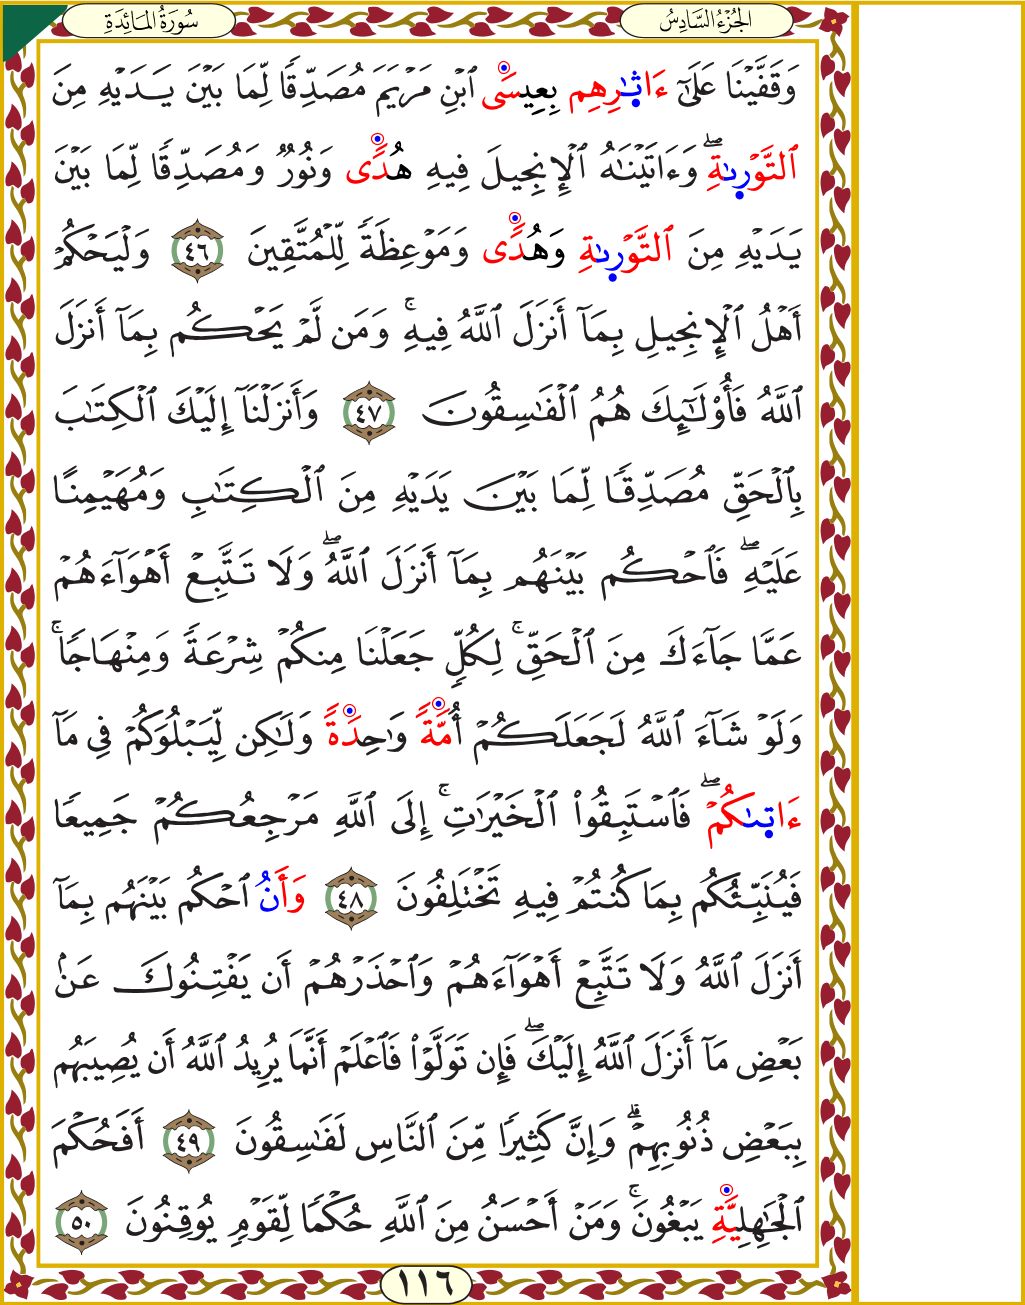 الجُزْءُ السَّادِسُ
سُورَةُ المَائِدَةِ
وَقَفَّيْنَا عَلَىٰٓ ءَاثَٰرِهِم بِعِيسَى ٱبْنِ مَرْيَمَ مُصَدِّقًا لِّمَا بَيْنَ يَدَيْهِ مِنَ
ٱلتَّوْرَىٰةِۖ وَءَاتَيْنَٰهُ ٱلْإِنجِيلَ فِيهِ هُدًى وَنُورٌ وَمُصَدِّقًا لِّمَا بَيْنَ
يَدَيْهِ مِنَ ٱلتَّوْرَىٰةِ وَهُدًى وَمَوْعِظَةً لِّلْمُتَّقِينَ ٤٦ وَلْيَحْكُمْ
أَهْلُ ٱلْإِنجِيلِ بِمَآ أَنزَلَ ٱللَّهُ فِيهِۚ وَمَن لَّمْ يَحْكُم بِمَآ أَنزَلَ
ٱللَّهُ فَأُو۟لَٰٓئِكَ هُمُ ٱلْفَٰسِقُونَ ٤٧ وَأَنزَلْنَآ إِلَيْكَ ٱلْكِتَٰبَ
بِٱلْحَقِّ مُصَدِّقًا لِّمَا بَيْنَ يَدَيْهِ مِنَ ٱلْكِتَٰبِ وَمُهَيْمِنًا
عَلَيْهِۖ فَٱحْكُم بَيْنَهُم بِمَآ أَنزَلَ ٱللَّهُۖ وَلَا تَتَّبِعْ أَهْوَآءَهُمْ
عَمَّا جَآءَكَ مِنَ ٱلْحَقِّۚ لِكُلٍّ جَعَلْنَا مِنكُمْ شِرْعَةً وَمِنْهَاجًاۚ
وَلَوْ شَآءَ ٱللَّهُ لَجَعَلَكُمْ أُمَّةً وَٰحِدَةً وَلَٰكِن لِّيَبْلُوَكُمْ فِى مَآ
ءَاتَىٰكُمْۖ فَٱسْتَبِقُوا۟ ٱلْخَيْرَٰتِۚ إِلَى ٱللَّهِ مَرْجِعُكُمْ جَمِيعًا
فَيُنَبِّئُكُم بِمَا كُنتُمْ فِيهِ تَخْتَلِفُونَ ٤٨ وَأَنُ ٱحْكُم بَيْنَهُم بِمَآ
أَنزَلَ ٱللَّهُ وَلَا تَتَّبِعْ أَهْوَآءَهُمْ وَٱحْذَرْهُمْ أَن يَفْتِنُوكَ عَنۢ
بَعْضِ مَآ أَنزَلَ ٱللَّهُ إِلَيْكَۖ فَإِن تَوَلَّوْا۟ فَٱعْلَمْ أَنَّمَا يُرِيدُ ٱللَّهُ أَن يُصِيبَهُم
بِبَعْضِ ذُنُوبِهِمْۗ وَإِنَّ كَثِيرًا مِّنَ ٱلنَّاسِ لَفَٰسِقُونَ ٤٩ أَفَحُكْمَ
ٱلْجَٰهِلِيَّةِ يَبْغُونَۚ وَمَنْ أَحْسَنُ مِنَ ٱللَّهِ حُكْمًا لِّقَوْمٍ يُوقِنُونَ ٥٠
١١٦